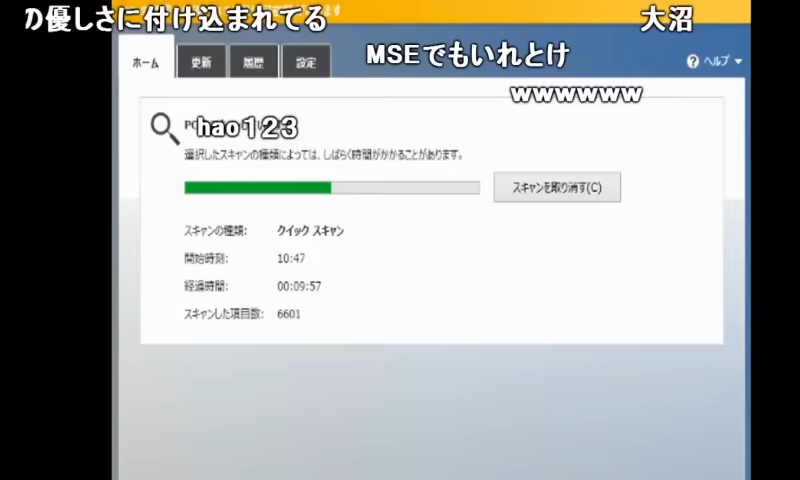 の優しさに付け込まれてる
大沼
MSEでもいれとけ
ホーム
更新
履歴
設定
ヘルプ
wwwwww
hao123
選択したスキャンの種類によっては、しばらく時間がかかることがあります。
スキャンを取り消す(C)
スキャンの種類: クイック スキャン
開始時刻: 10:47
経過時間: 00:09:57
スキャンした項目数: 6601